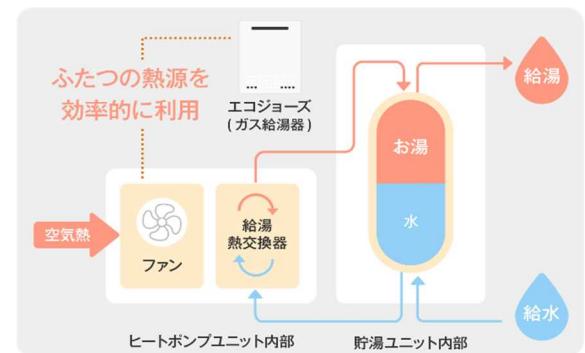 ふたつの熱源を
効率的に利用
エコジョーズ
(ガス給湯器)
給湯
お湯
水
空気熱
ファン
給湯
熱交換器
給水
ヒートポンプユニット内部
貯湯ユニット内部